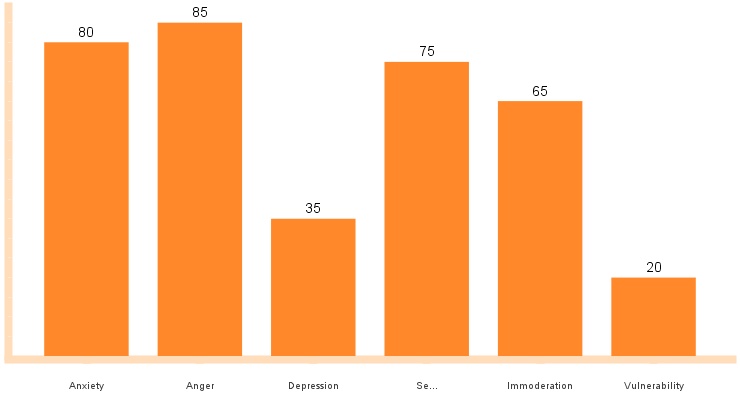 80
85
35
75
65
20
Anxiety
Anger
Depression
Se...
Immoderation
Vulnerability